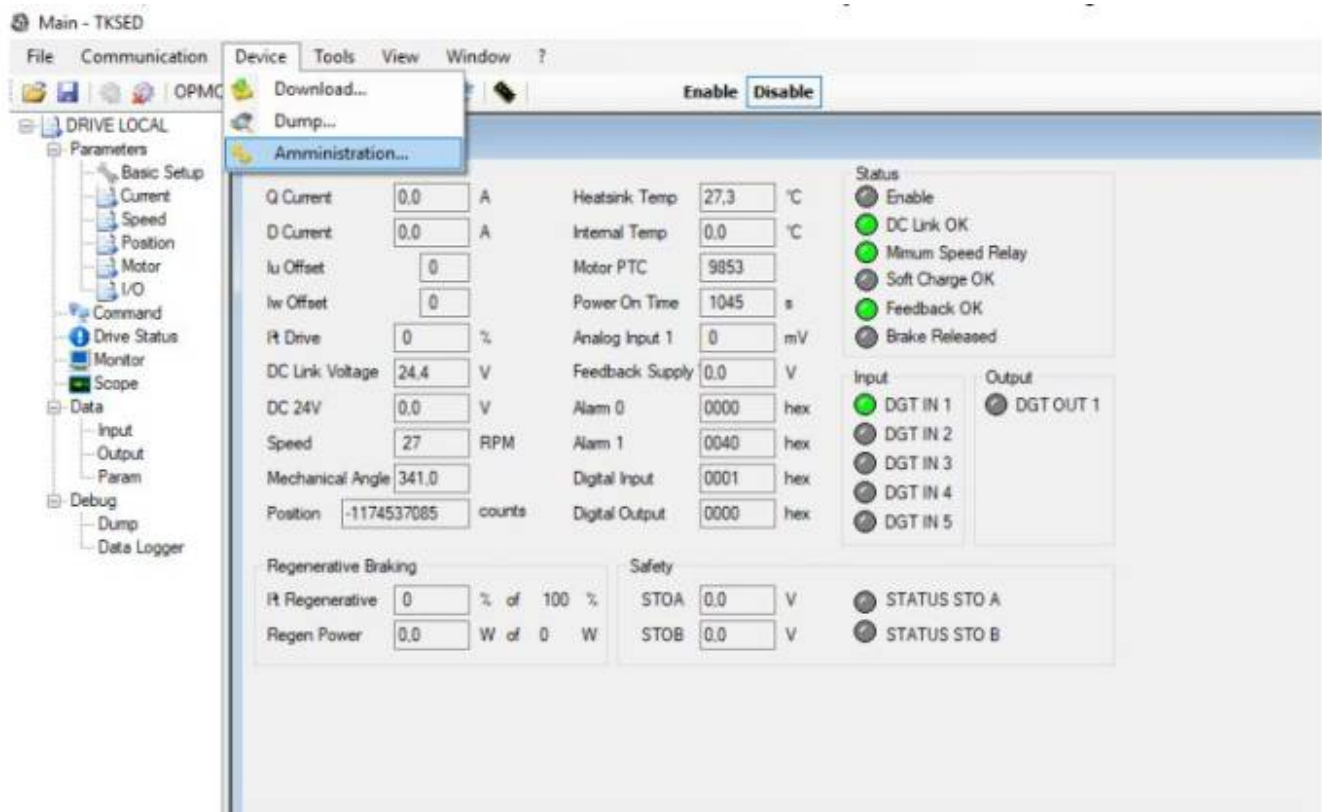 Main - TKSED
File Communication Device Tools View Window ?
OPMO
Enable Disable
Download...
Dump...
Amministration...
DRIVE LOCAL
Parameters
Basic Setup
Current
Speed
Position
Motor
I/O
Command
Drive Status
Monitor
Scope
Data
Input
Output
Param
Debug
Dump
Data Logger
Q Current 0,0 A
D Current 0,0 A
Iu Offset 0
Iw Offset 0
I²t Drive 0 %
DC Link Voltage 24,4 V
DC 24V 0,0 V
Speed 27 RPM
Mechanical Angle 341,0
Position -1174537085 counts
Heatsink Temp 27,3 °C
Internal Temp 0,0 °C
Motor PTC 9853
Power On Time 1045 s
Analog Input 1 0 mV
Feedback Supply 0,0 V
Alarm 0 0000 hex
Alarm 1 0040 hex
Digital Input 0001 hex
Digital Output 0000 hex
Status
Enable
DC Link OK
Mimum Speed Relay
Soft Charge OK
Feedback OK
Brake Released
Input
DGT IN 1
DGT IN 2
DGT IN 3
DGT IN 4
DGT IN 5
Output
DGT OUT 1
Regenerative Braking
I²t Regenerative 0 % of 100 %
Regen Power 0,0 W of 0 W
Safety
STOA 0,0 V STATUS STO A
STOB 0,0 V STATUS STO B